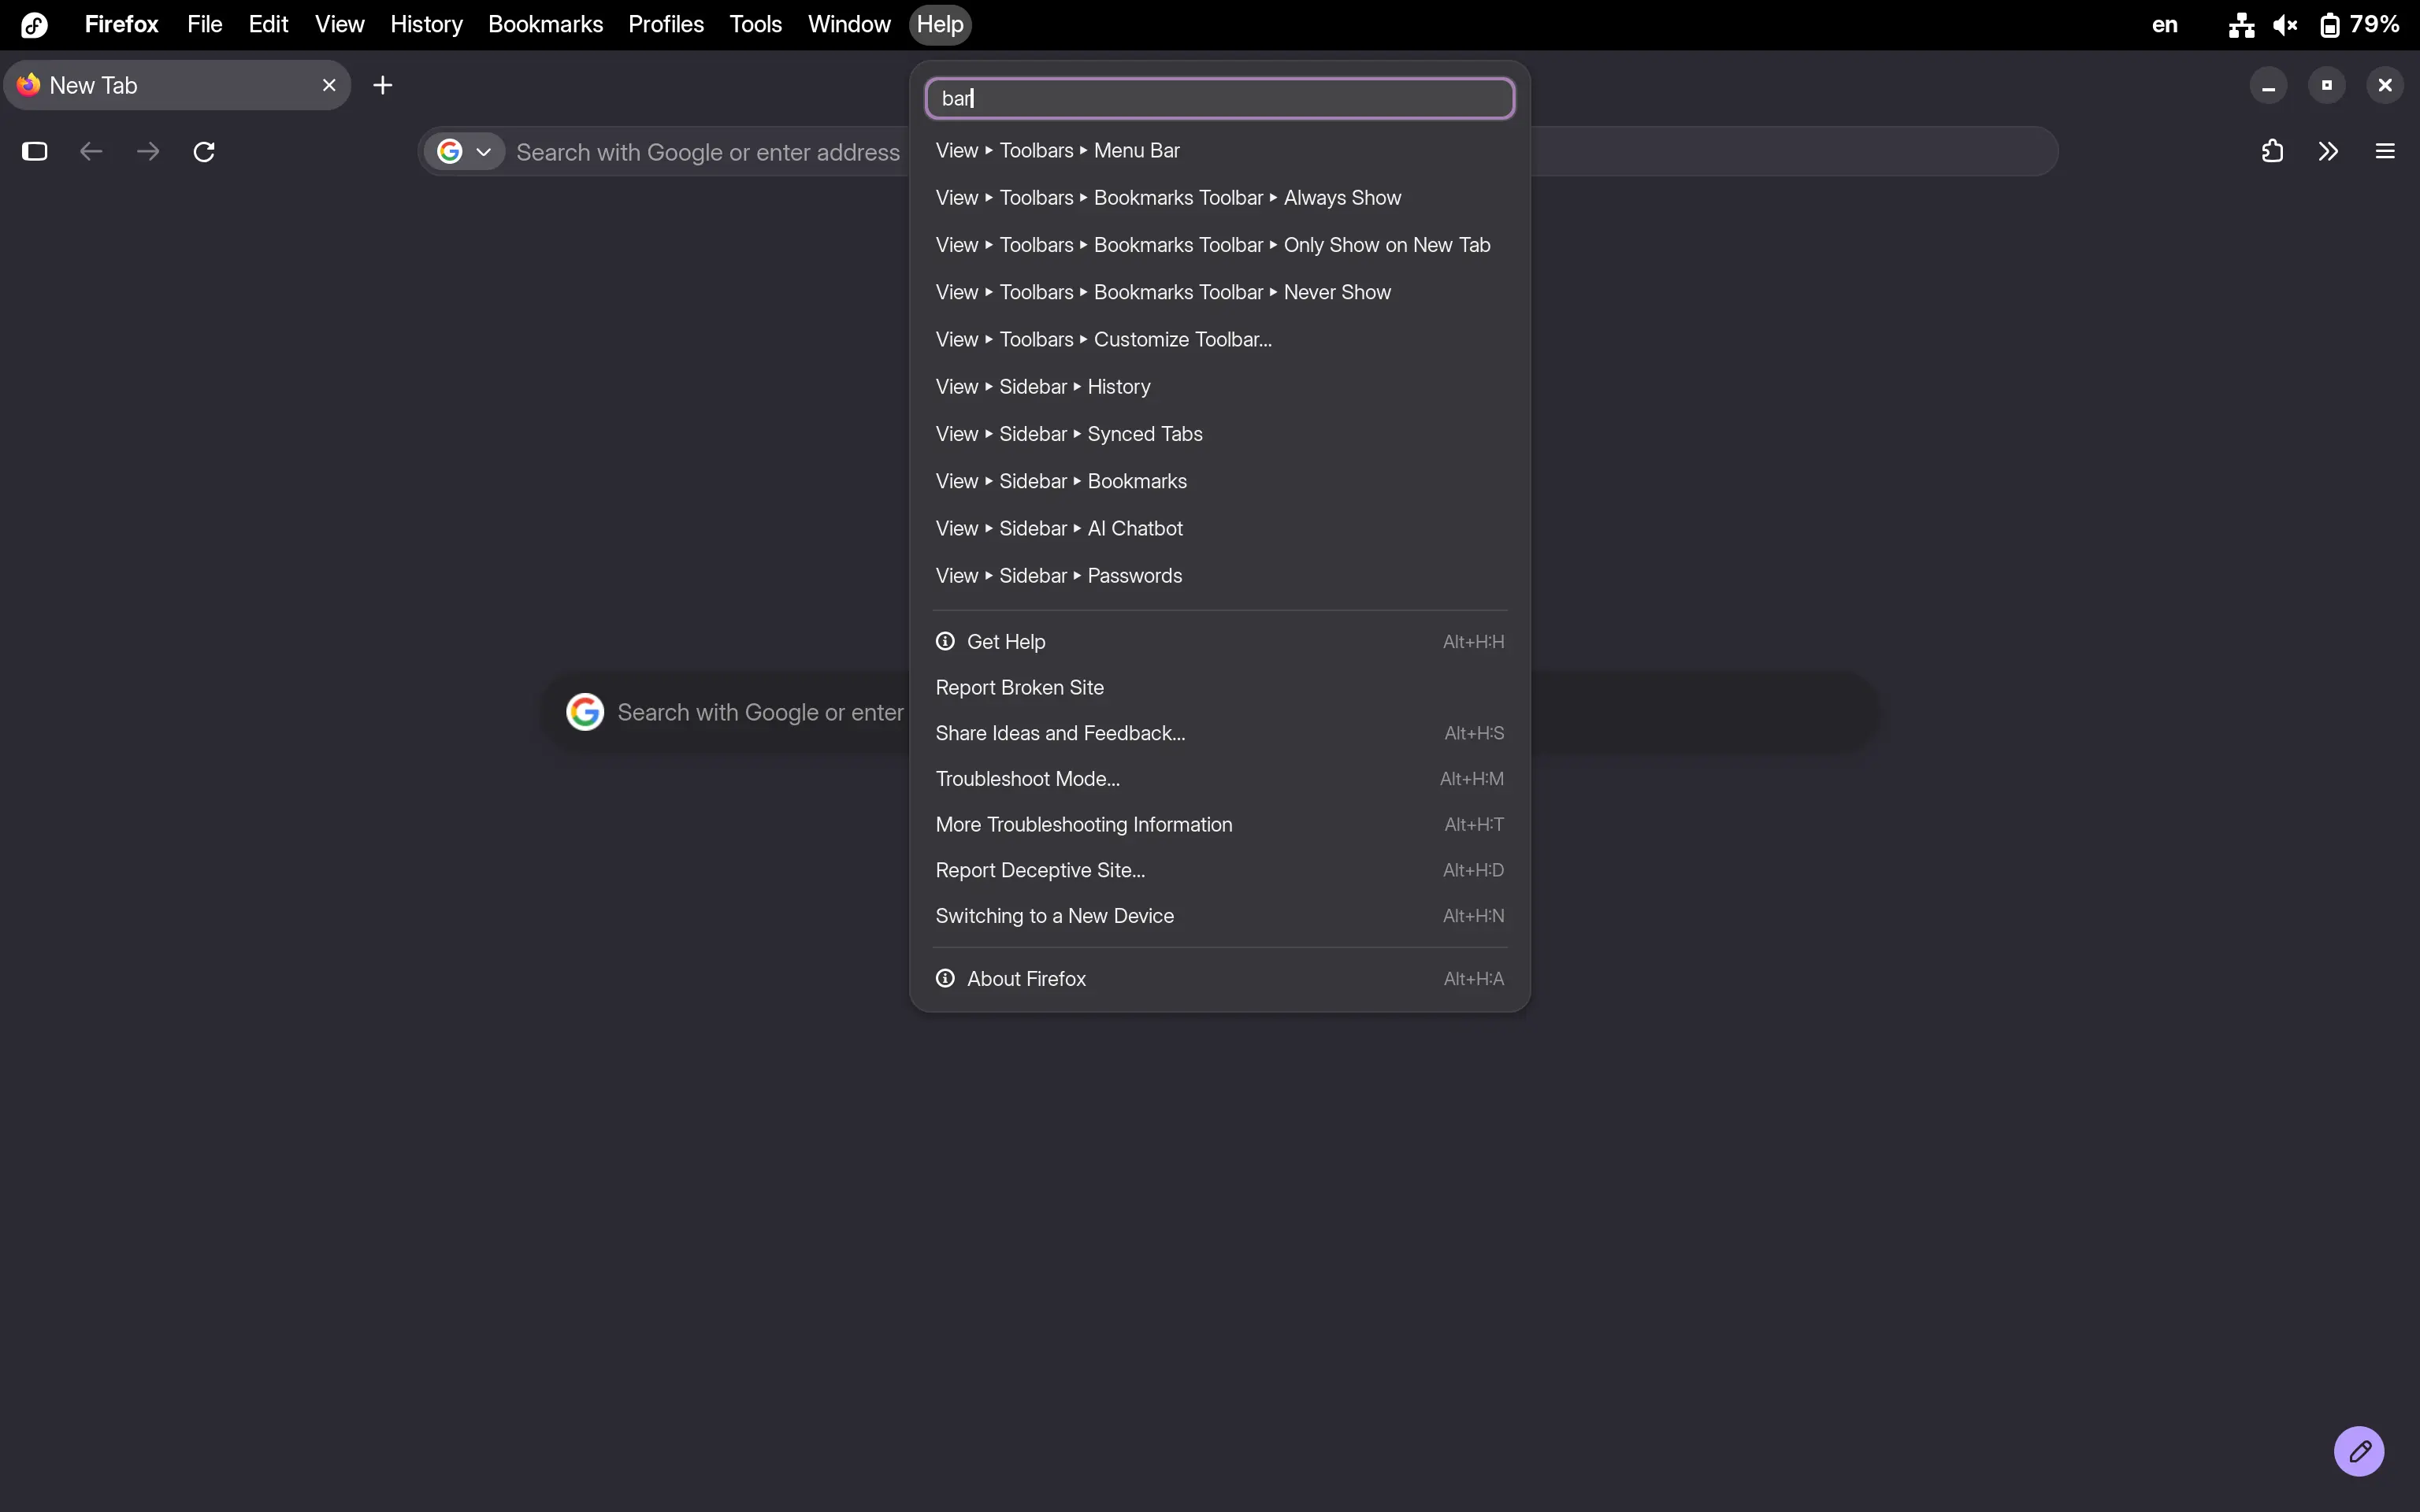 Firefox File Edit View History Bookmarks Profiles Tools Window Help en 79%
New Tab
bar
Search with Google or enter address
View ▸ Toolbars ▸ Menu Bar
View ▸ Toolbars ▸ Bookmarks Toolbar ▸ Always Show
View ▸ Toolbars ▸ Bookmarks Toolbar ▸ Only Show on New Tab
View ▸ Toolbars ▸ Bookmarks Toolbar ▸ Never Show
View ▸ Toolbars ▸ Customize Toolbar...
View ▸ Sidebar ▸ History
View ▸ Sidebar ▸ Synced Tabs
View ▸ Sidebar ▸ Bookmarks
View ▸ Sidebar ▸ AI Chatbot
View ▸ Sidebar ▸ Passwords
Get Help Alt+H:H
Report Broken Site
Search with Google or enter
Share Ideas and Feedback... Alt+H:S
Troubleshoot Mode... Alt+H:M
More Troubleshooting Information Alt+H:T
Report Deceptive Site... Alt+H:D
Switching to a New Device Alt+H:N
About Firefox Alt+H:A